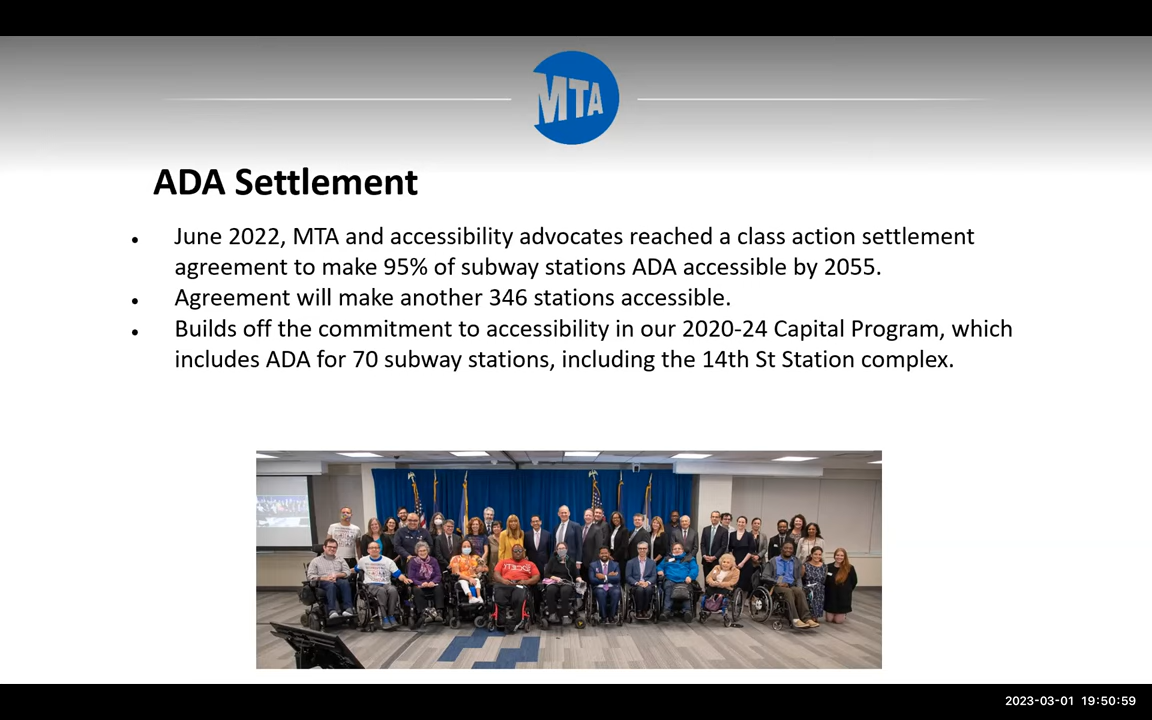 MTA
ADA Settlement
• June 2022, MTA and accessibility advocates reached a class action settlement
agreement to make 95% of subway stations ADA accessible by 2055.
• Agreement will make another 346 stations accessible.
• Builds off the commitment to accessibility in our 2020-24 Capital Program, which
includes ADA for 70 subway stations, including the 14th St Station complex.
2023-03-01 19:50:59